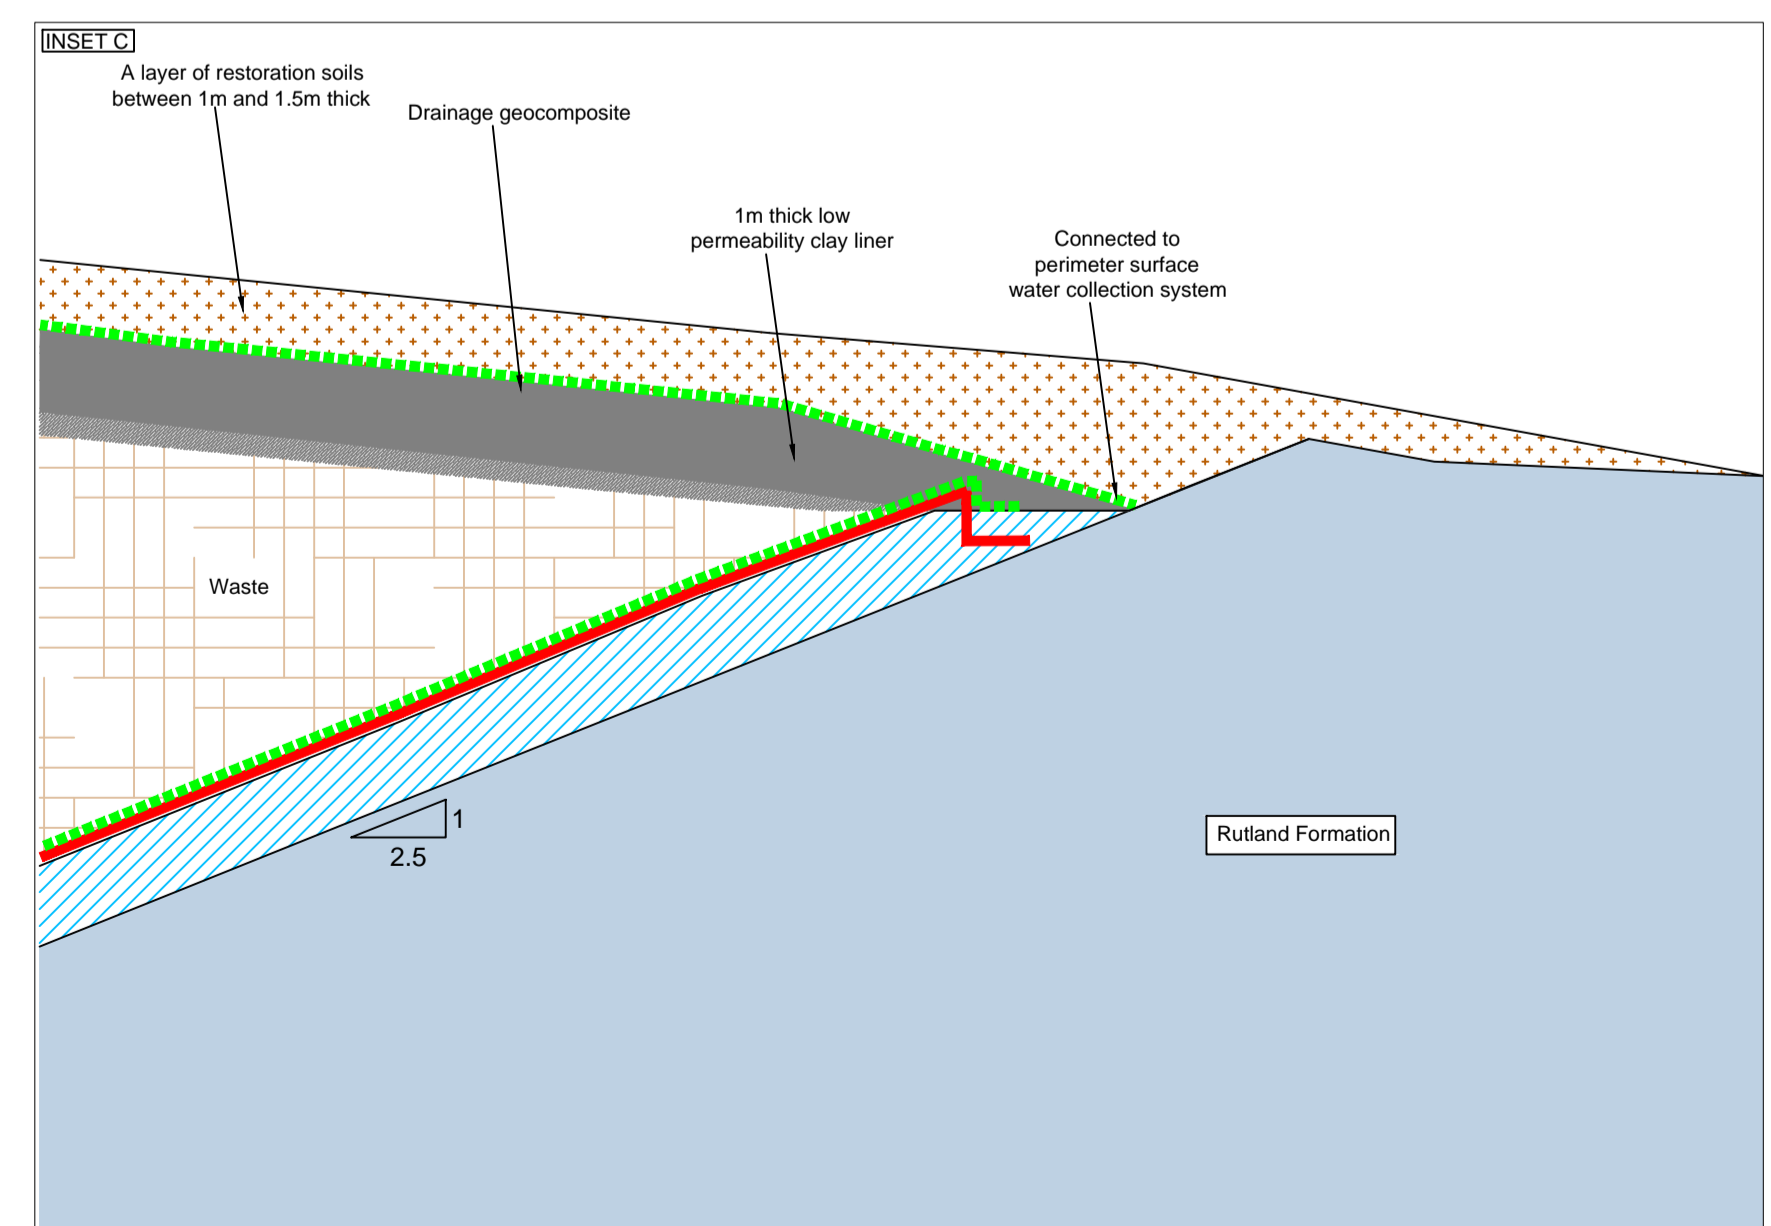 INSET C
A layer of restoration soils
between 1m and 1.5m thick
Drainage geocomposite
1m thick low
permeability clay liner
Connected to
perimeter surface
water collection system
Waste
1
2.5
Rutland Formation